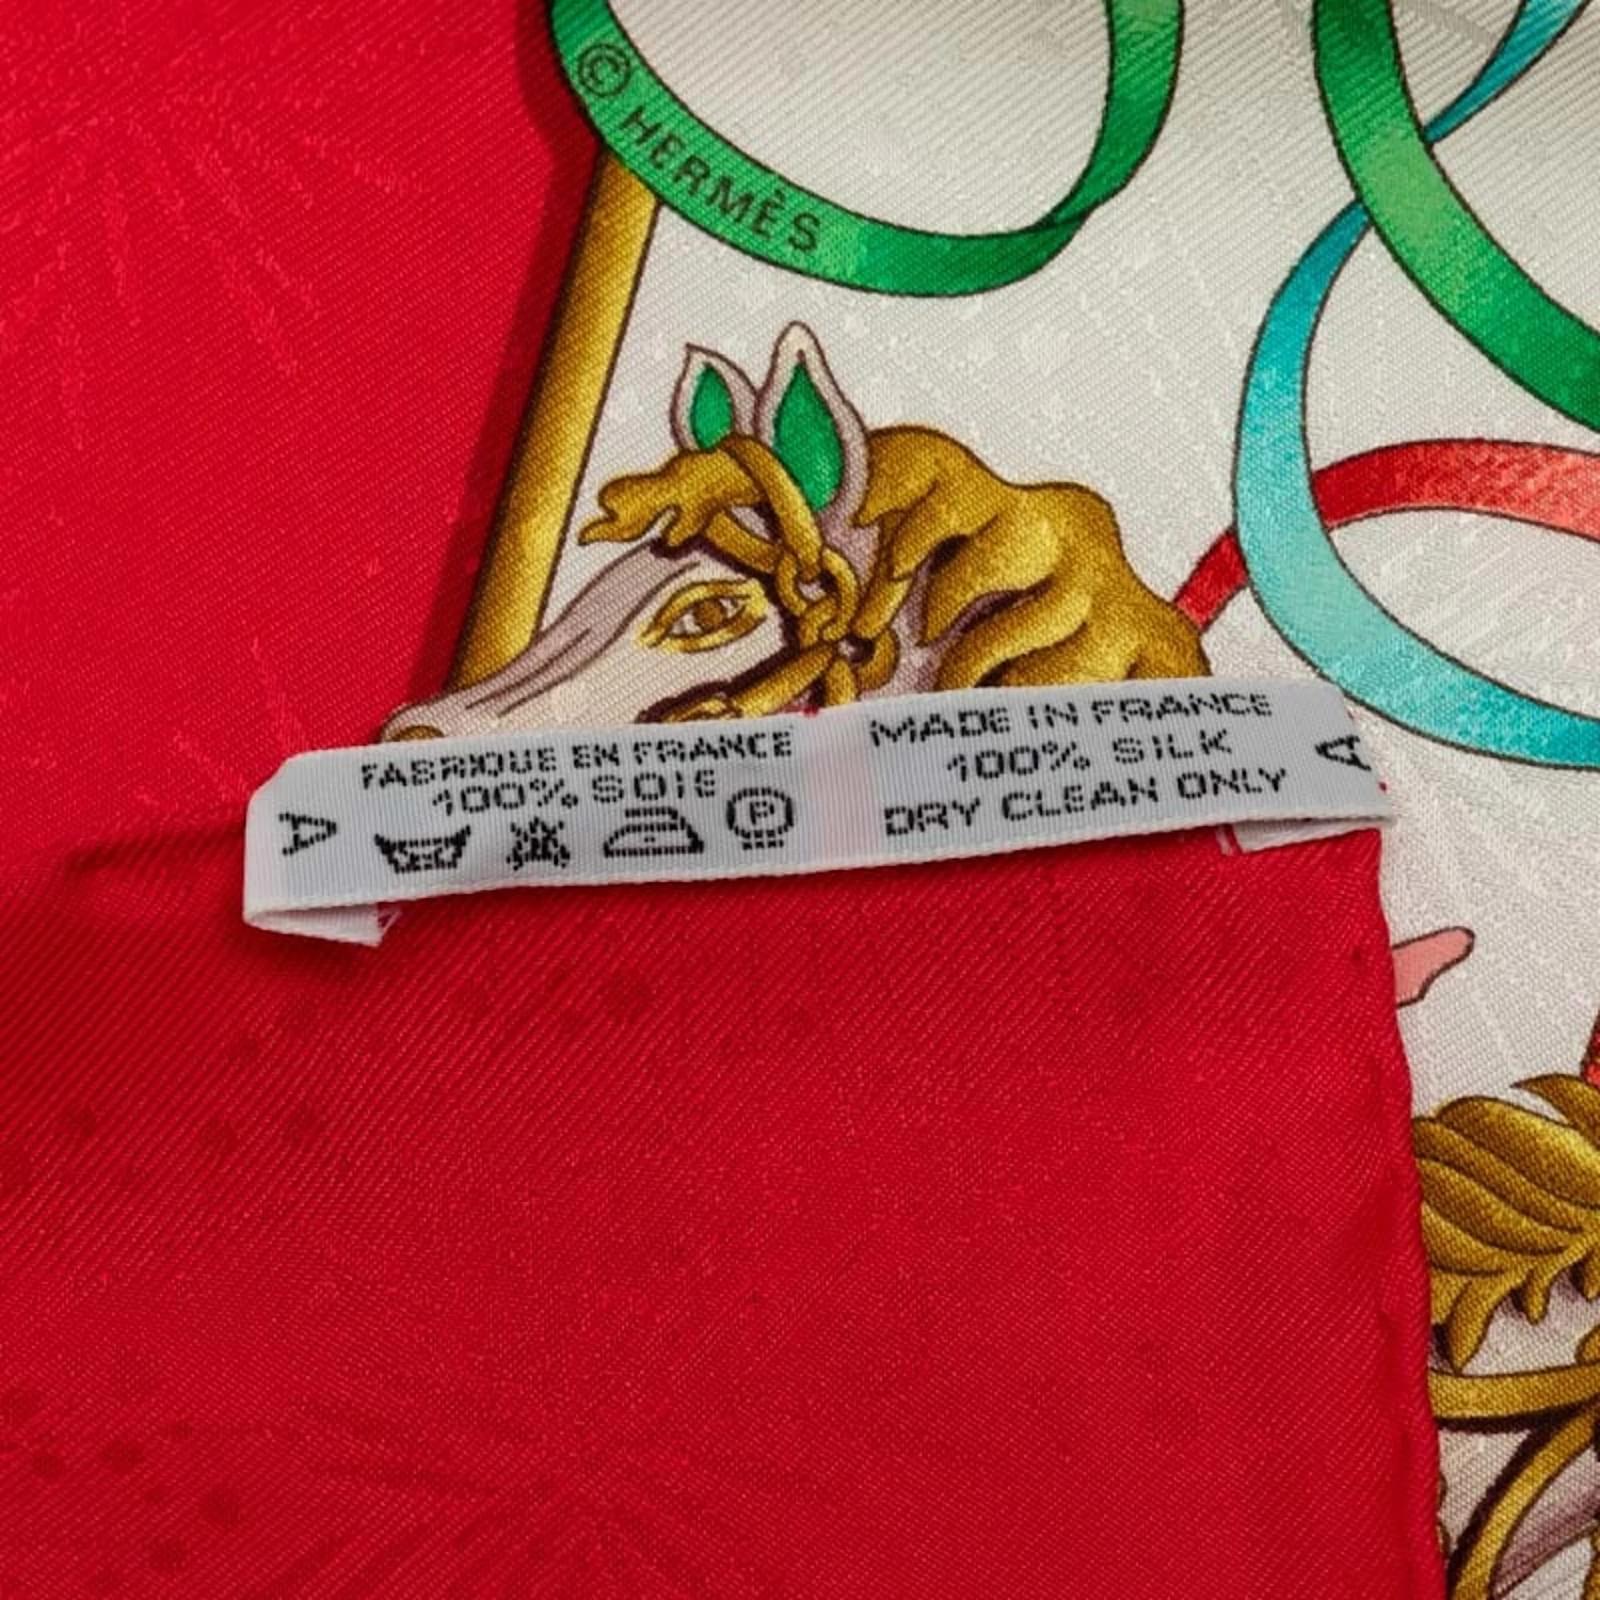 © HERMÈS
FABRIQUE EN FRANCE
100% SOIE
A
P
MADE IN FRANCE
100% SILK
DRY CLEAN ONLY
A